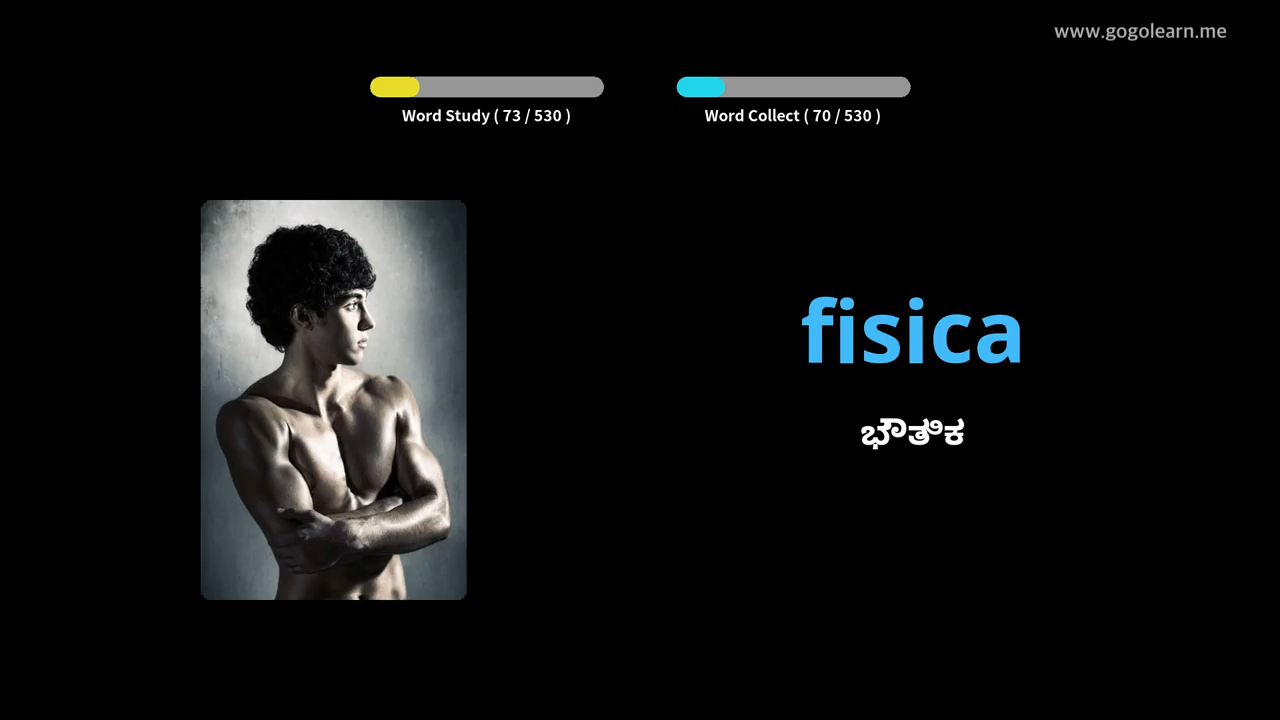 www.gogolearn.me
Word Study ( 73 / 530 )
Word Collect ( 70 / 530 )
fisica
ಭೌತಿಕ